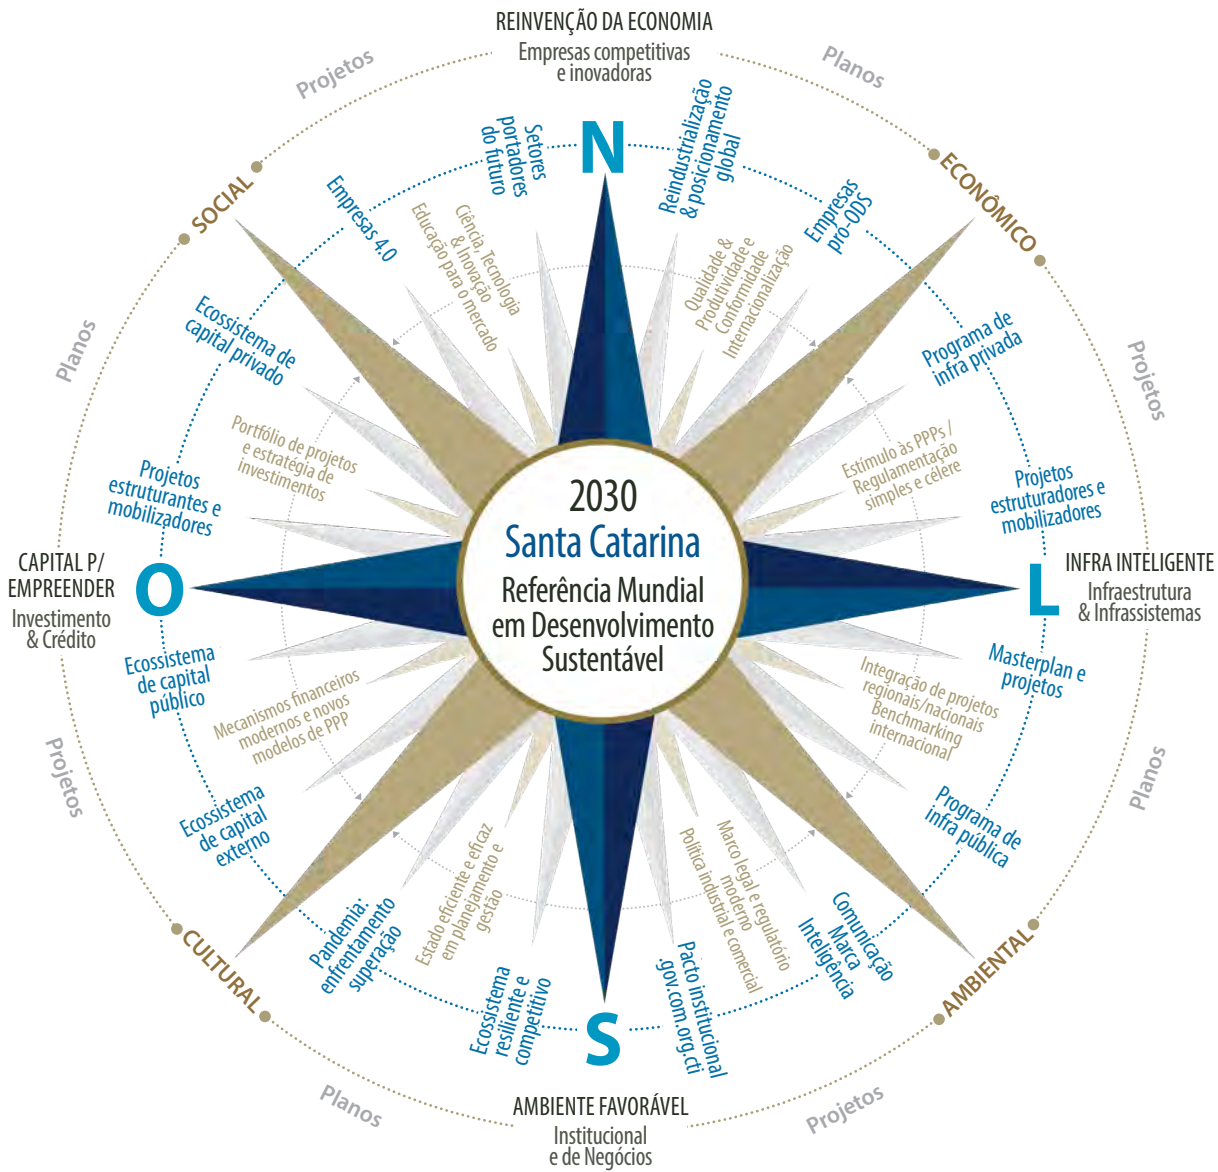 REINVENÇÃO DA ECONOMIA
Empresas competitivas
e inovadoras
Projetos
Planos
SOCIAL
ECONÔMICO
N
Setores
portadores
do futuro
Reindustrialização
& posicionamento
global
Empresas 4.0
Empresas
pró-ODS
Ciência, Tecnologia
& Inovação
Educação para o mercado
Qualidade &
Produtividade e
Conformidade
Internacionalização
Planos
Projetos
Ecossistema de
capital privado
Programa de
infra privada
Portfólio de projetos
e estratégia de
investimentos
Estímulo às PPPs /
Regulamentação
simples e célere
Projetos
estruturantes e
mobilizadores
Projetos
estruturadores e
mobilizadores
2030
Santa Catarina
Referência Mundial
em Desenvolvimento
Sustentável
CAPITAL P/
EMPREENDER
Investimento
& Crédito
O
L
INFRA INTELIGENTE
Infraestrutura
& Infrassistemas
Ecossistema
de capital
público
Masterplan e
projetos
Mecanismos financeiros
modernos e novos
modelos de PPP
Integração de projetos
regionais/nacionais
Benchmarking
internacional
Projetos
Planos
Ecossistema
de capital
externo
Programa de
infra pública
Estado eficiente e eficaz
em planejamento e
gestão
Marco legal e regulatório
moderno
Política industrial e comercial
Pandemia:
enfrentamento
superação
Comunicação
Marca
Inteligência
CULTURAL
AMBIENTAL
Ecossistema
resiliente e
competitivo
Pacto institucional
.gov.com.org.cti
S
Planos
Projetos
AMBIENTE FAVORÁVEL
Institucional
e de Negócios